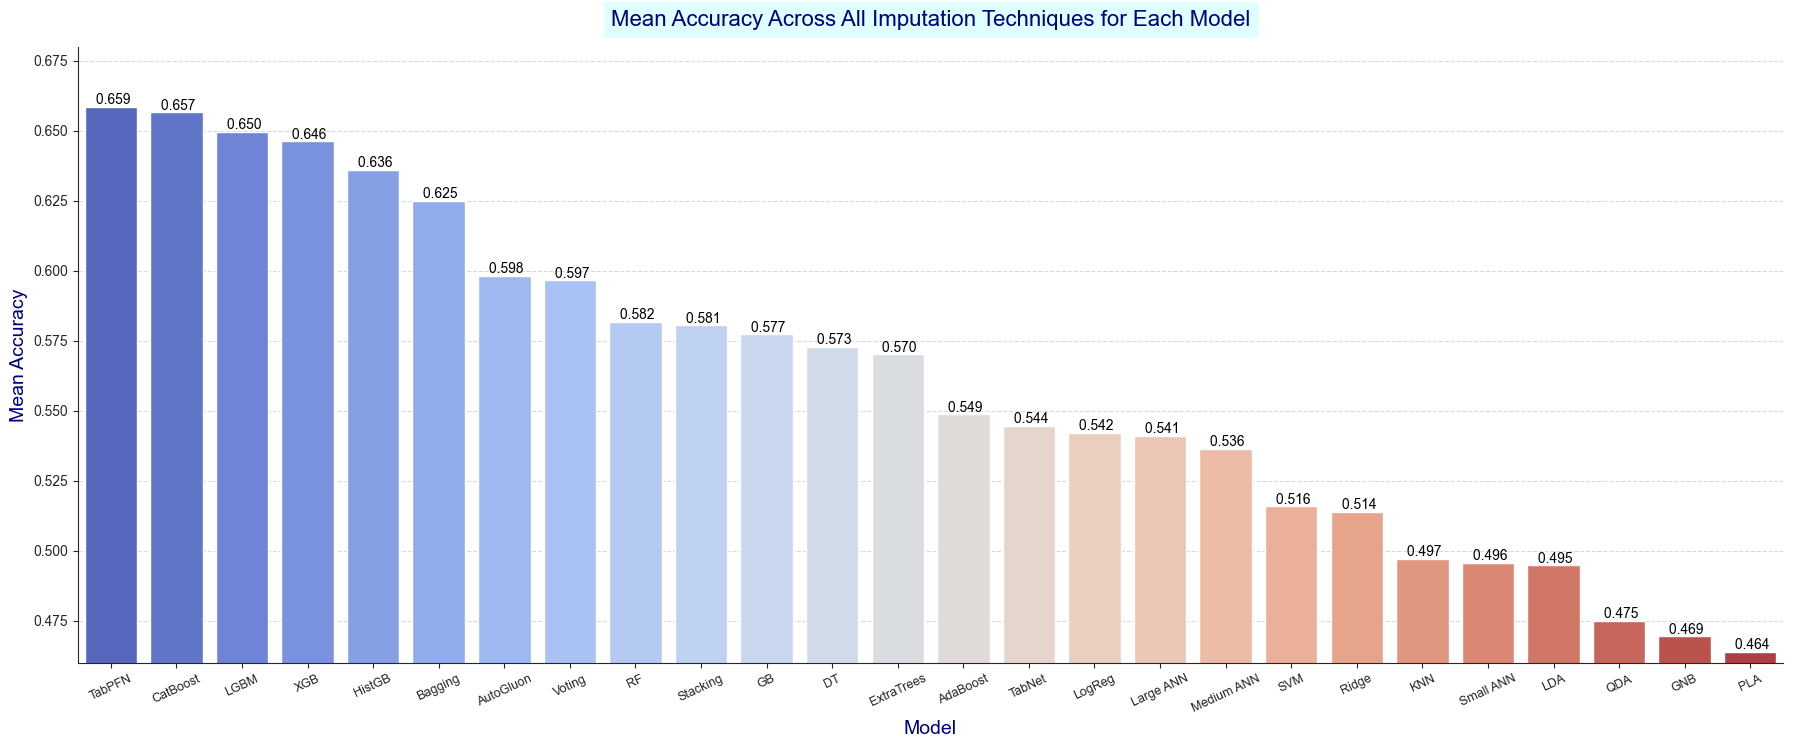 Mean Accuracy Across All Imputation Techniques for Each Model
Mean Accuracy
0.675
0.650
0.625
0.600
0.575
0.550
0.525
0.500
0.475
0.659
0.657
0.650
0.646
0.636
0.625
0.598
0.597
0.582
0.581
0.577
0.573
0.570
0.549
0.544
0.542
0.541
0.536
0.516
0.514
0.497
0.496
0.495
0.475
0.469
0.464
TabPFN
CatBoost
LGBM
XGB
HistGB
Bagging
AutoGluon
Voting
RF
Stacking
GB
DT
ExtraTrees
AdaBoost
TabNet
LogReg
Large ANN
Medium ANN
SVM
Ridge
KNN
Small ANN
LDA
QDA
GNB
PLA
Model